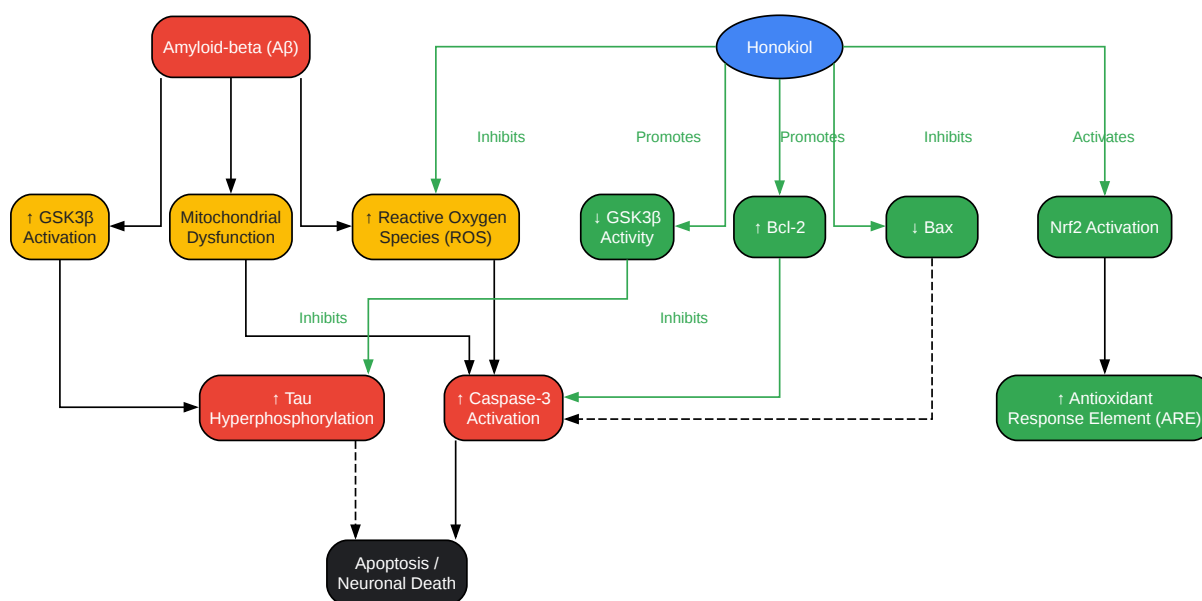 Amyloid-beta (Aβ)
Honokiol
Inhibits
Promotes
Promotes
Inhibits
Activates
↑ GSK3β
Activation
Mitochondrial
Dysfunction
↑ Reactive Oxygen
Species (ROS)
↓ GSK3β
Activity
↑ Bcl-2
↓ Bax
Nrf2 Activation
Inhibits
Inhibits
↑ Tau
Hyperphosphorylation
↑ Caspase-3
Activation
↑ Antioxidant
Response Element (ARE)
Apoptosis /
Neuronal Death